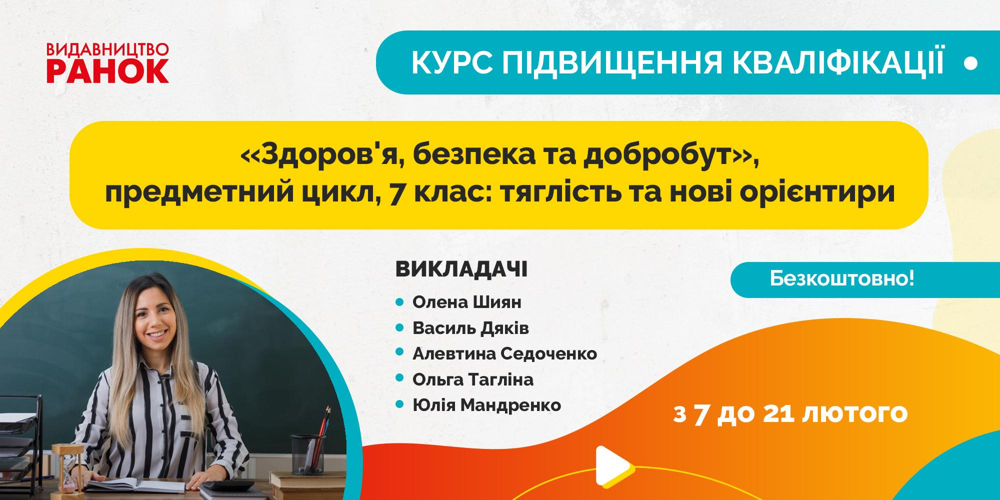 ВИДАВНИЦТВО
РАНОК
КУРС ПІДВИЩЕННЯ КВАЛІФІКАЦІЇ
«Здоров'я, безпека та добробут»,
предметний цикл, 7 клас: тяглість та нові орієнтири
ВИКЛАДАЧІ
Олена Шиян
Василь Дяків
Алевтина Седоченко
Ольга Тагліна
Юлія Мандренко
Безкоштовно!
з 7 до 21 лютого